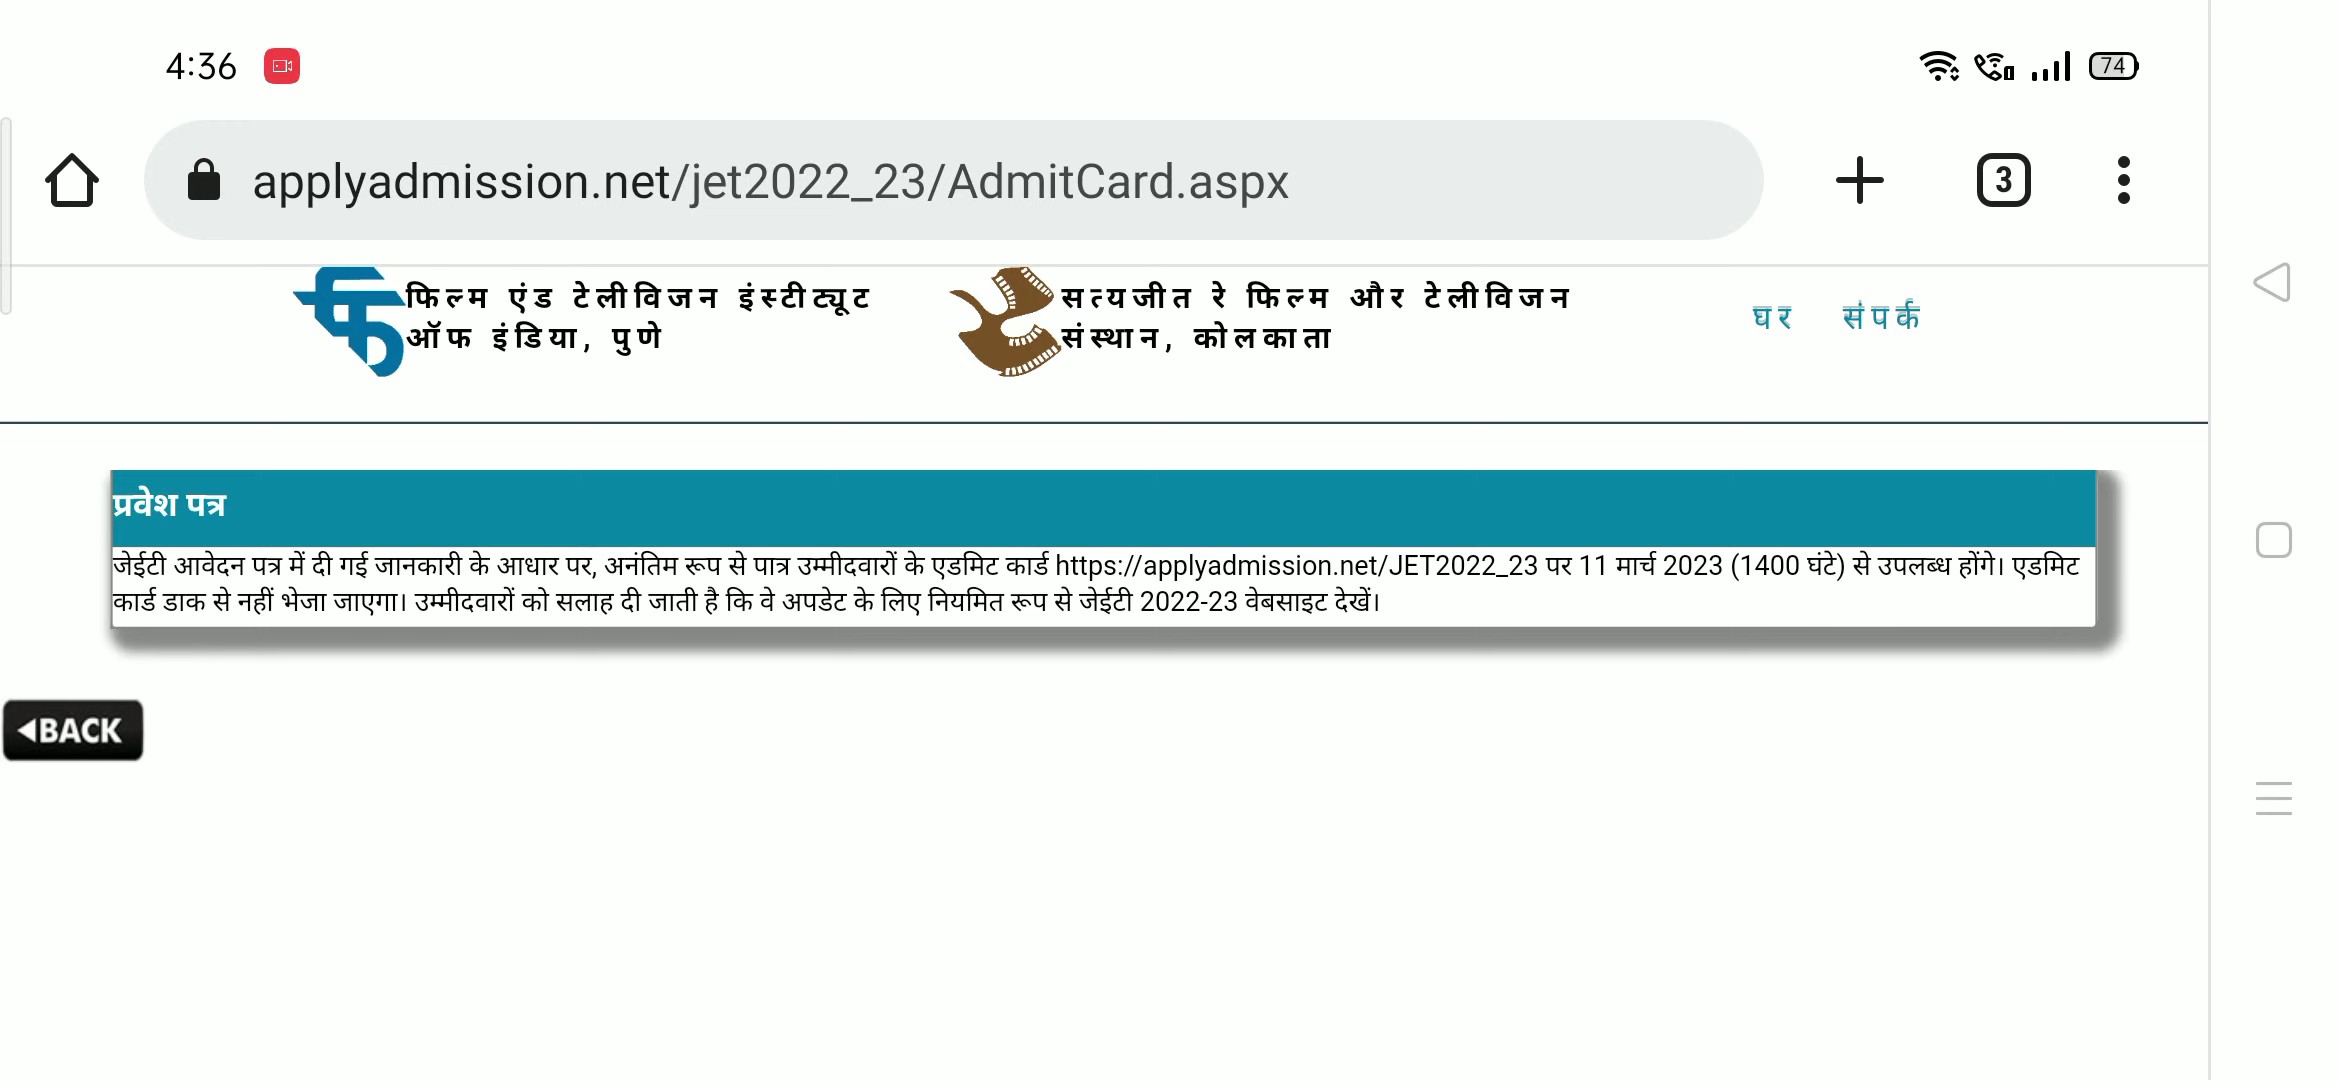 4:36
74
applyadmission.net/jet2022_23/AdmitCard.aspx
3
फिल्म एंड टेलीविजन इंस्टीट्यूट
ऑफ इंडिया, पुणे
सत्यजीत रे फिल्म और टेलीविजन
संस्थान, कोलकाता
घर संपर्क
प्रवेश पत्र
जेईटी आवेदन पत्र में दी गई जानकारी के आधार पर, अनंतिम रूप से पात्र उम्मीदवारों के एडमिट कार्ड https://applyadmission.net/JET2022_23 पर 11 मार्च 2023 (1400 घंटे) से उपलब्ध होंगे। एडमिट
कार्ड डाक से नहीं भेजा जाएगा। उम्मीदवारों को सलाह दी जाती है कि वे अपडेट के लिए नियमित रूप से जेईटी 2022-23 वेबसाइट देखें।
BACK